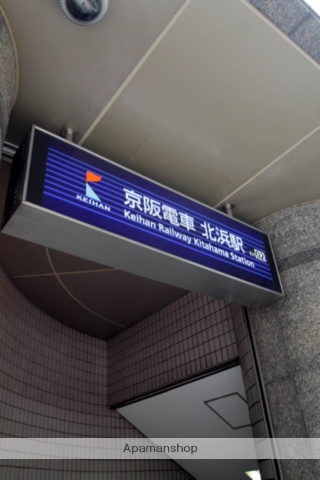 KEIHAN
京阪電車 北浜駅
Keihan Railway Kitahama Station
Apamanshop